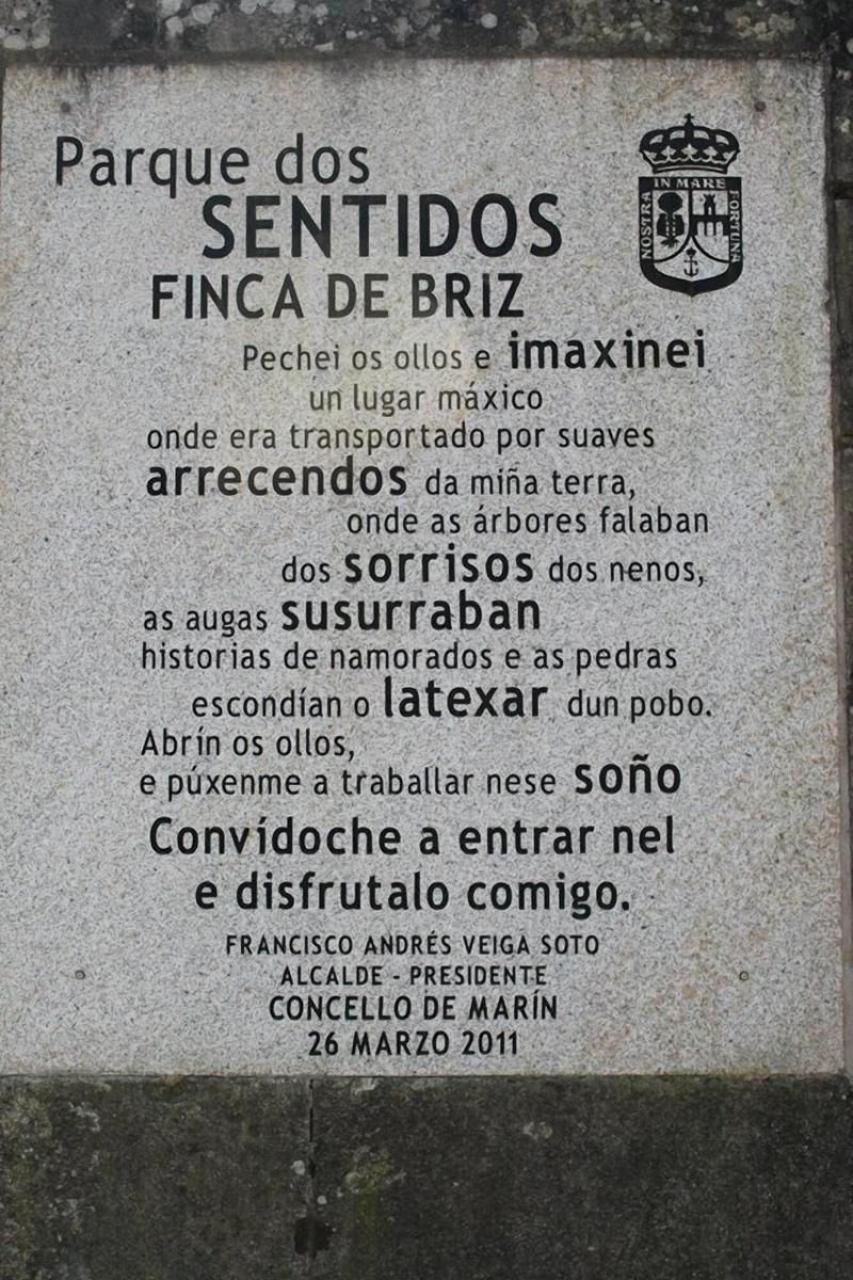 Parque dos
SENTIDOS
FINCA DE BRIZ
IN MARE
NOSTRA
FORTUNA
Pechei os ollos e imaxinei
un lugar máxico
onde era transportado por suaves
arrecendos da miña terra,
onde as árbores falaban
dos sorrisos dos nenos,
as augas susurraban
historias de namorados e as pedras
escondían o latexar dun pobo.
Abrín os ollos,
e púxenme a traballar nese soño
Convídoche a entrar nel
e disfrutalo comigo.
FRANCISCO ANDRÉS VEIGA SOTO
ALCALDE - PRESIDENTE
CONCELLO DE MARÍN
26 MARZO 2011